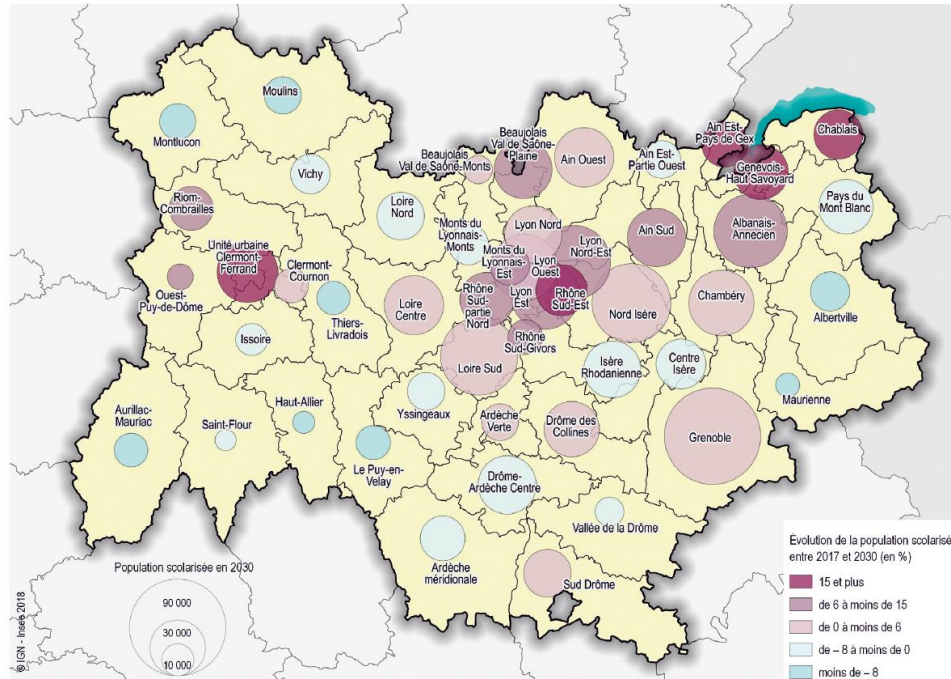 Moulins
Montlucon
Vichy
Beaujolais
Val de Saône-Monts
Beaujolais
Val de Saône-
Plaine
Ain Ouest
Ain Est-
Partie Ouest
Ain Est-
Pays de Gex
Chablais
Genevois-
Haut Savoyard
Riom-
Combrailles
Loire
Nord
Monts du
Lyonnais-
Monts
Lyon Nord
Lyon
Nord-Est
Ain Sud
Albanais-
Annecien
Pays du
Mont Blanc
Unité urbaine
Clermont-
Ferrand
Clermont-
Cournon
Monts du
Lyonnais-
Est
Lyon
Ouest
Ouest-
Puy-de-Dôme
Thiers-
Livradois
Loire
Centre
Rhône
Sud-
partie
Nord
Lyon
Est
Rhône
Sud-Est
Nord Isère
Chambéry
Albertville
Issoire
Loire Sud
Rhône
Sud-Givors
Isère
Rhodanienne
Centre
Isère
Maurienne
Aurillac-
Mauriac
Saint-Flour
Haut-Allier
Yssingeaux
Le Puy-en-
Velay
Ardèche
Verte
Drôme des
Collines
Grenoble
Drôme-
Ardèche Centre
Vallée de la Drôme
Ardèche
méridionale
Sud Drôme
Population scolarisée en 2030
90 000
30 000
10 000
© IGN - Insee 2018
Évolution de la population scolarisée
entre 2017 et 2030 (en %)
15 et plus
de 6 à moins de 15
de 0 à moins de 6
de – 8 à moins de 0
moins de – 8